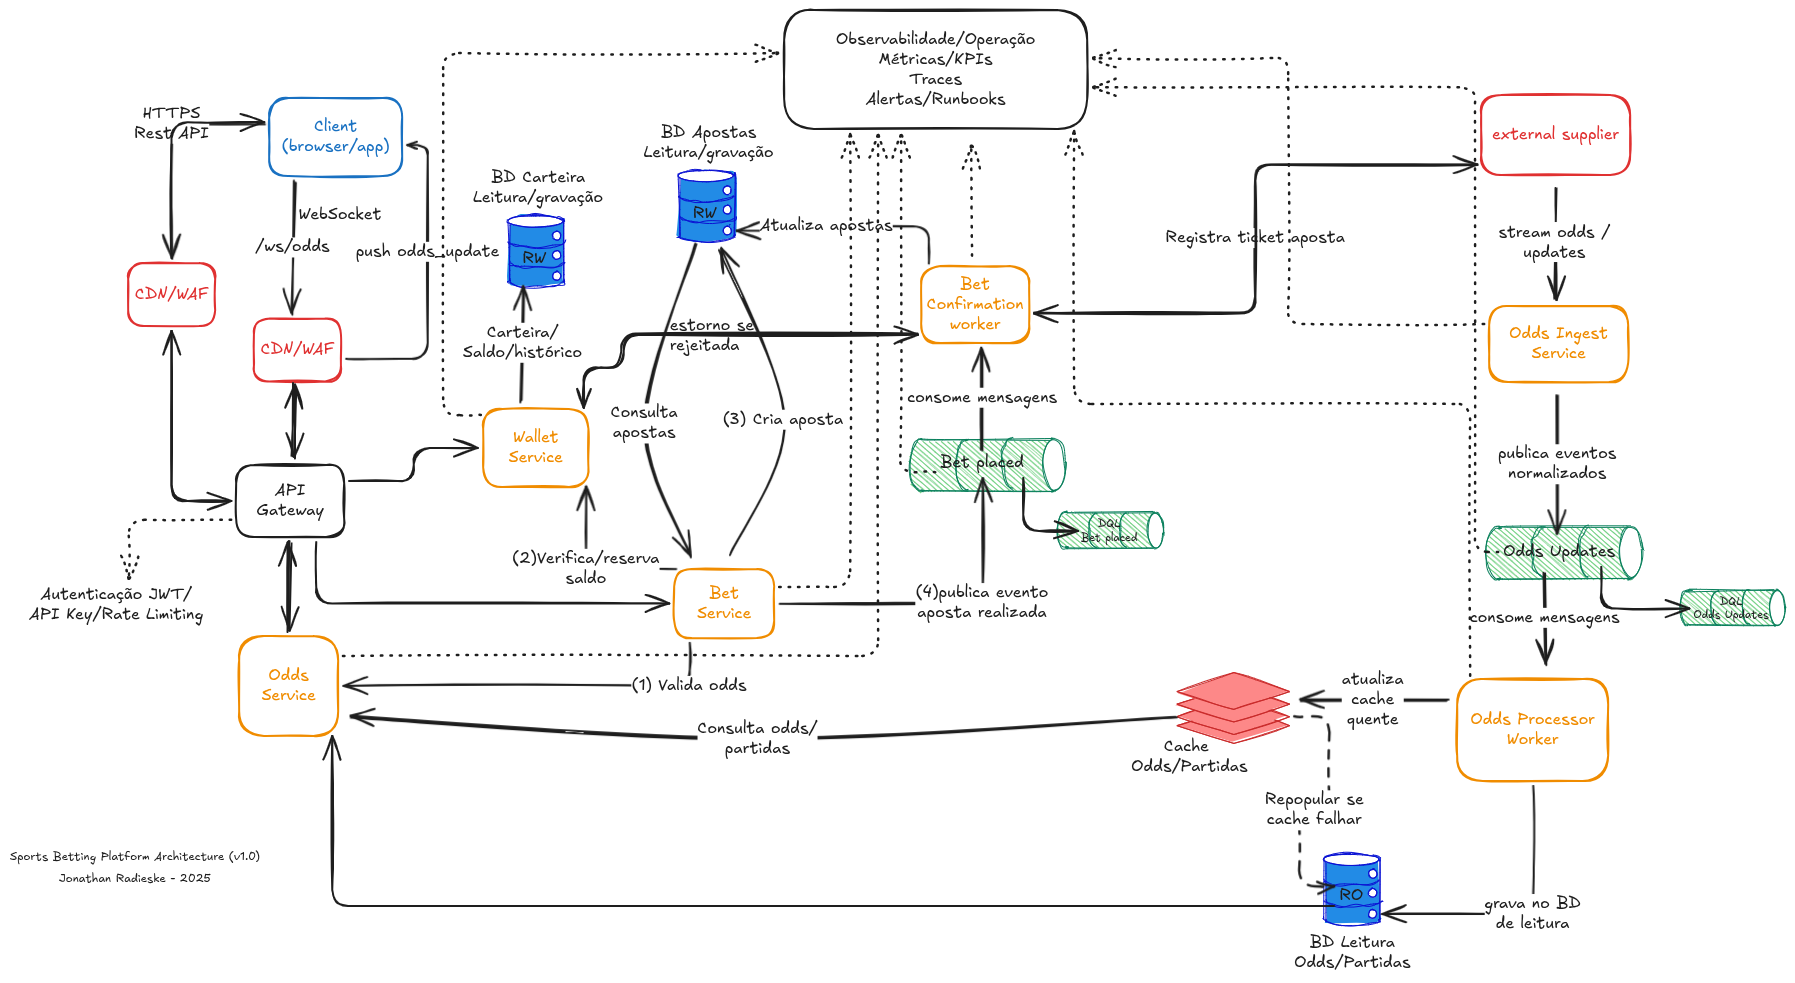 Observabilidade/Operação
Métricas/KPIs
Traces
Alertas/Runbooks
HTTPS
Rest API
Client
(browser/app)
BD Apostas
Leitura/gravação
RW
external supplier
BD Carteira
Leitura/gravação
RW
WebSocket
/ws/odds
push odds_update
Atualiza apostas
Registra ticket aposta
stream odds /
updates
CDN/WAF
CDN/WAF
Bet
Confirmation
worker
Carteira/
Saldo/histórico
estorno se
rejeitada
Odds Ingest
Service
consome mensagens
Consulta
apostas
(3) Cria aposta
Wallet
Service
Bet placed
publica eventos
normalizados
API
Gateway
DQL
Bet placed
Odds Updates
(2)Verifica/reserva
saldo
Autenticação JWT/
API Key/Rate Limiting
Bet
Service
(4)publica evento
aposta realizada
DQL
Odds Updates
consome mensagens
Odds
Service
(1) Valida odds
atualiza
cache
quente
Consulta odds/
partidas
Cache
Odds/Partidas
Odds Processor
Worker
Repopular se
cache falhar
Sports Betting Platform Architecture (v1.0)
Jonathan Radieske - 2025
RO
grava no BD
de leitura
BD Leitura
Odds/Partidas